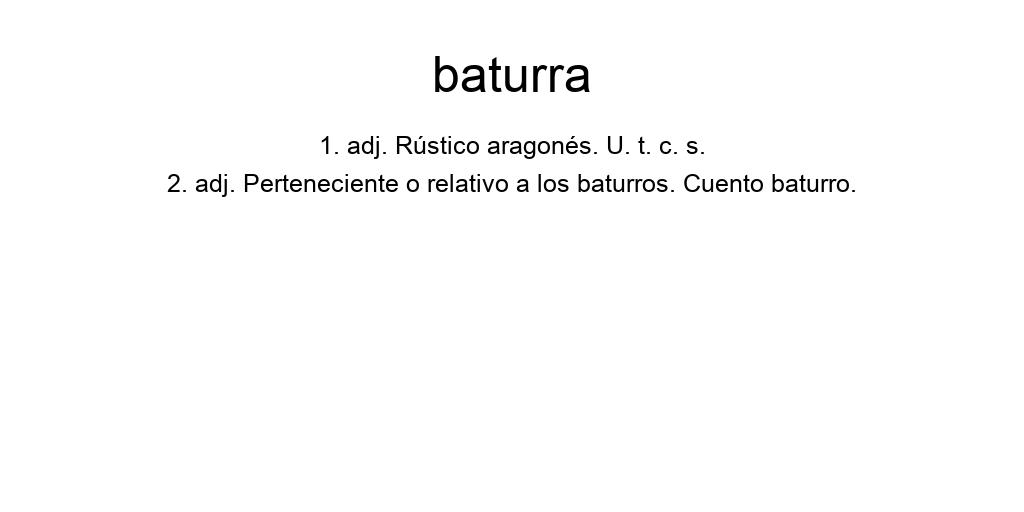 baturra
1. adj. Rústico aragonés. U. t. c. s.
2. adj. Perteneciente o relativo a los baturros. Cuento baturro.